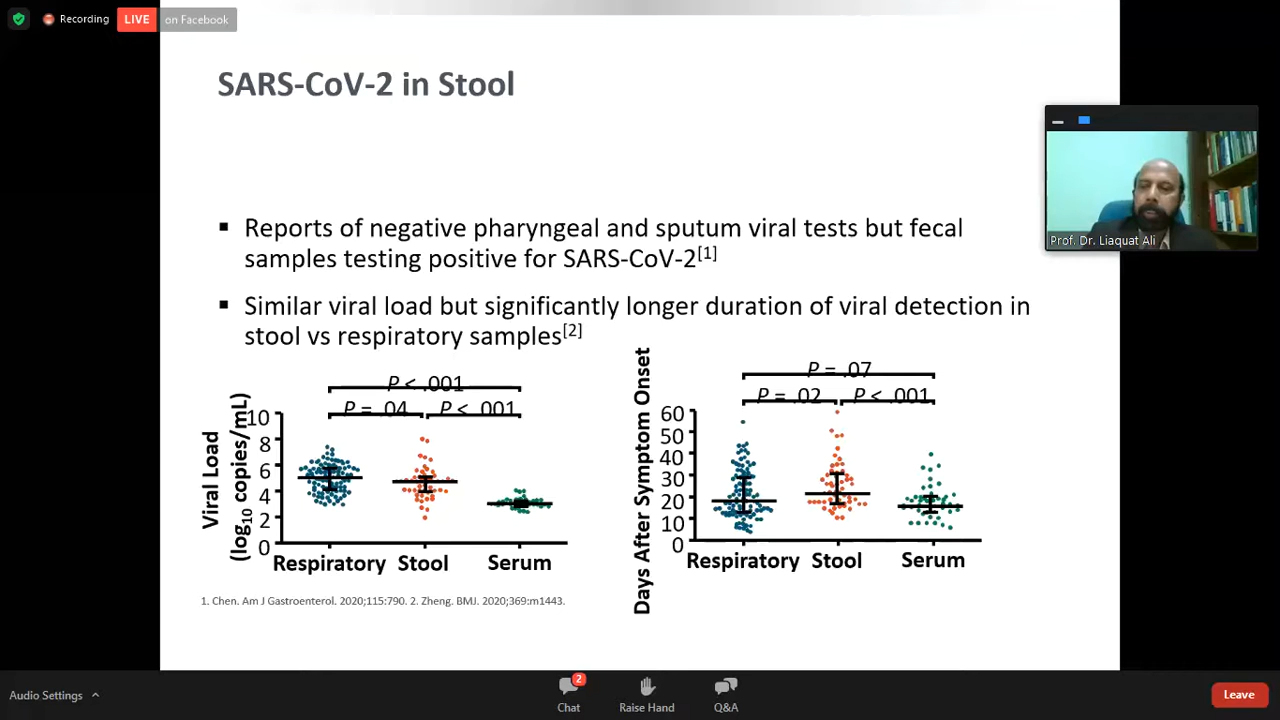 Recording
LIVE
on Facebook
SARS-CoV-2 in Stool
Prof. Dr. Liaquat Ali
▪ Reports of negative pharyngeal and sputum viral tests but fecal
samples testing positive for SARS-CoV-2[1]
▪ Similar viral load but significantly longer duration of viral detection in
stool vs respiratory samples[2]
P < .001
P = .04
P < .001
Viral Load
(log10 copies/mL)
10
8
6
4
2
0
Respiratory
Stool
Serum
P = .07
P = .02
P < .001
Days After Symptom Onset
60
50
40
30
20
10
0
Respiratory
Stool
Serum
1. Chen. Am J Gastroenterol. 2020;115:790. 2. Zheng. BMJ. 2020;369:m1443.
Audio Settings
2
Chat
Raise Hand
Q&A
Leave